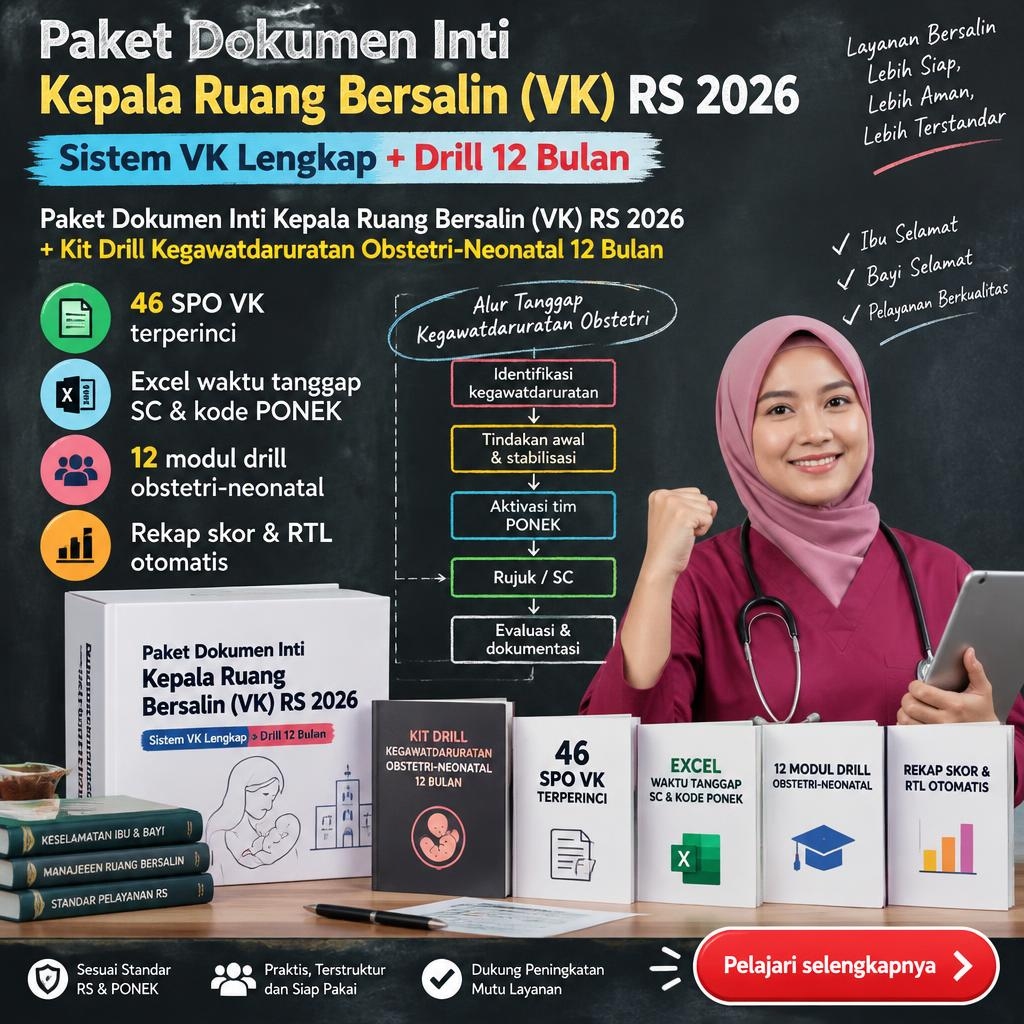 Paket Dokumen Inti
Kepala Ruang Bersalin (VK) RS 2026
Sistem VK Lengkap + Drill 12 Bulan
Paket Dokumen Inti Kepala Ruang Bersalin (VK) RS 2026
+ Kit Drill Kegawatdaruratan Obstetri-Neonatal 12 Bulan
Layanan Bersalin
Lebih Siap,
Lebih Aman,
Lebih Terstandar
Ibu Selamat
Bayi Selamat
Pelayanan Berkualitas
46 SPO VK
terperinci
Excel waktu tanggap
SC & kode PONEK
12 modul drill
obstetri-neonatal
Rekap skor & RTL
otomatis
Alur Tanggap
Kegawatdaruratan Obstetri
Identifikasi
kegawatdaruratan
Tindakan awal
& stabilisasi
Aktivasi tim
PONEK
Rujuk / SC
Evaluasi &
dokumentasi
Paket Dokumen Inti
Kepala Ruang
Bersalin (VK) RS 2026
Sistem VK Lengkap + Drill 12 Bulan
KIT DRILL
KEGAWATDARURATAN
OBSTETRI-NEONATAL
12 BULAN
46
SPO VK
TERPERINCI
EXCEL
WAKTU TANGGAP
SC & KODE PONEK
X
12 MODUL DRILL
OBSTETRI-NEONATAL
REKAP SKOR &
RTL OTOMATIS
KESELAMATAN IBU & BAYI
MANAJEEEN RUANG BERSALIN
STANDAR PELAYANAN RS
Sesuai Standar
RS & PONEK
Praktis, Terstruktur
dan Siap Pakai
Dukung Peningkatan
Mutu Layanan
Pelajari selengkapnya